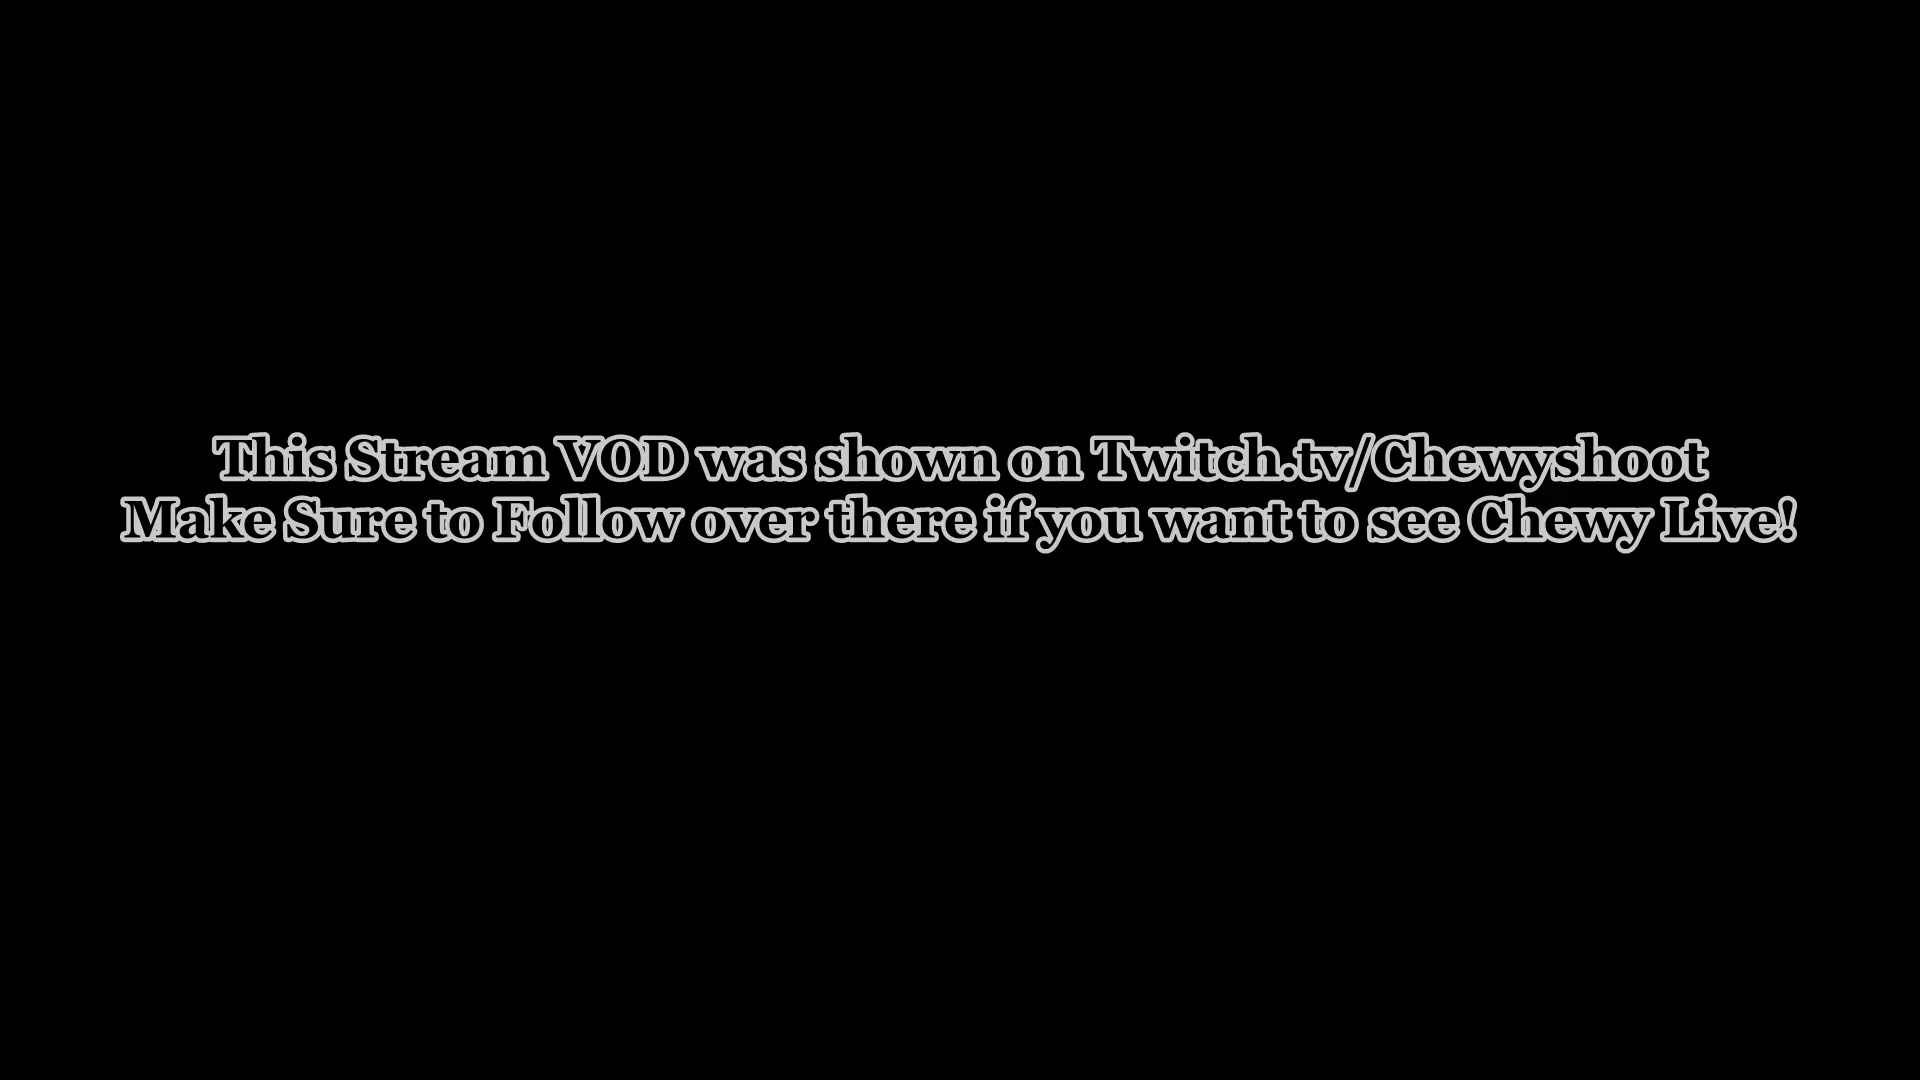 This Stream VOD was shown on Twitch.tv/Chewyshoot
Make Sure to Follow over there if you want to see Chewy Live!